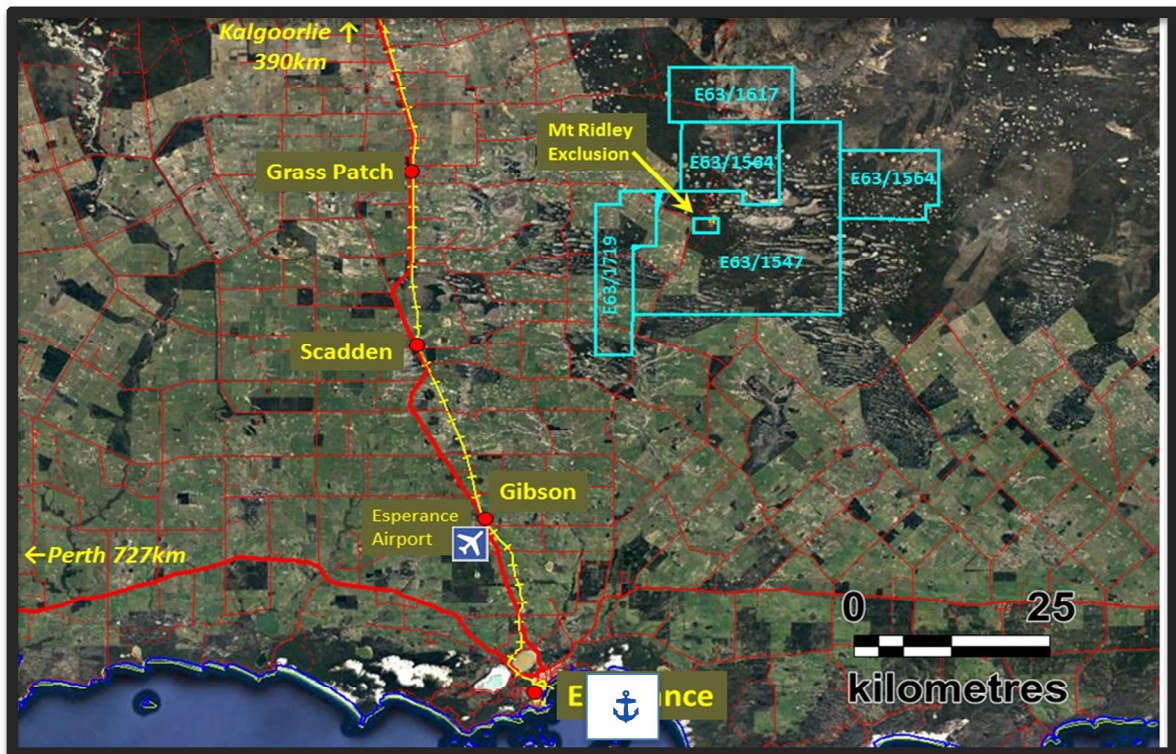 Kalgoorlie ↑
390km
E63/1617
Mt Ridley
Exclusion
E63/1564
E63/1564
Grass Patch
E63/1719
E63/1547
Scadden
Gibson
Esperance
Airport
←Perth 727km
0 25
kilometres
E nce